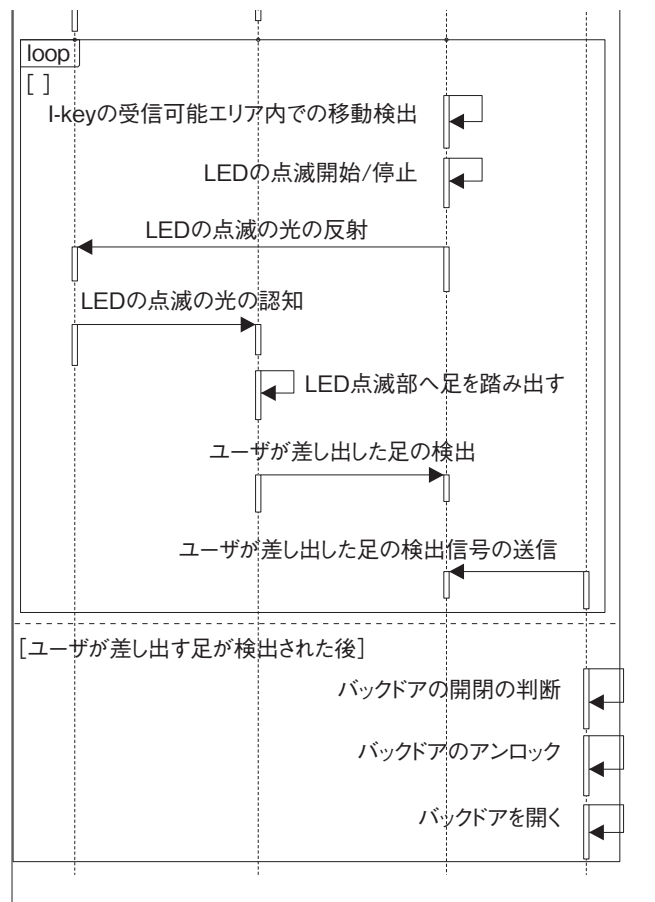 loop
[ ]
I-keyの受信可能エリア内での移動検出
LEDの点滅開始/停止
LEDの点滅の光の反射
LEDの点滅の光の認知
LED点滅部へ足を踏み出す
ユーザが差し出した足の検出
ユーザが差し出した足の検出信号の送信
[ユーザが差し出す足が検出された後]
バックドアの開閉の判断
バックドアのアンロック
バックドアを開く